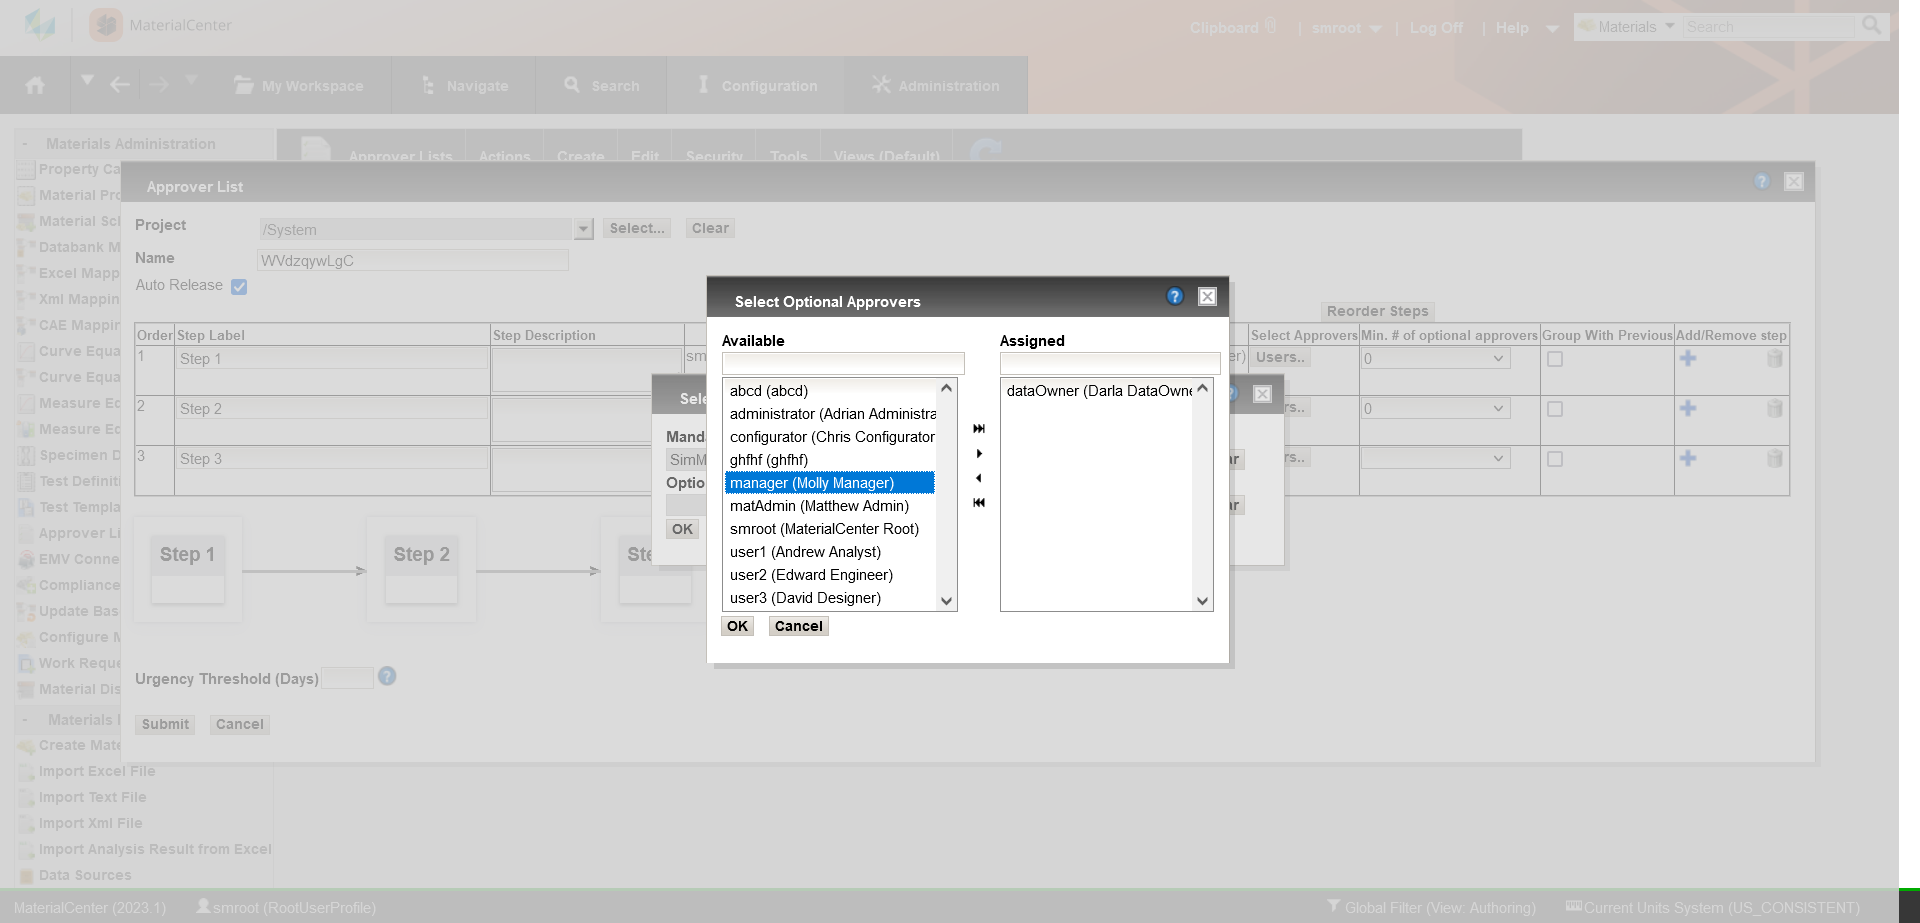 MaterialCenter
Clipboard | smroot | Log Off | Help Materials Search
My Workspace Navigate Search Configuration Administration
- Materials Administration
Approver Lists Actions Create Edit Security Tools Views (Default)
Property Ca
Approver List
Material Pro
Material Sch
Databank M
Excel Mapp
Xml Mappin
CAE Mappin
Curve Equa
Curve Equa
Measure Ec
Measure Ec
Specimen D
Test Definiti
Test Templa
Approver Li
EMV Conne
Compliance
Update Bas
Configure M
Work Reque
Material Dis
- Materials
Create Mate
Import Excel File
Import Text File
Import Xml File
Import Analysis Result from Excel
Data Sources
Project /System Select... Clear
Name WVdzqywLgC
Auto Release
Reorder Steps
Order Step Label Step Description Select Approvers Min. # of optional approvers Group With Previous Add/Remove step
1 Step 1 sm er) Users.. 0
2 Step 2 rs.. 0
3 Step 3 rs..
Sele
Manda
SimM ar
Optio
ar
OK
Select Optional Approvers
Available Assigned
abcd (abcd) dataOwner (Darla DataOwne
administrator (Adrian Administra
configurator (Chris Configurator
ghfhf (ghfhf)
manager (Molly Manager)
matAdmin (Matthew Admin)
smroot (MaterialCenter Root)
user1 (Andrew Analyst)
user2 (Edward Engineer)
user3 (David Designer)
OK Cancel
Step 1 Step 2 Ste
Urgency Threshold (Days)
Submit Cancel
MaterialCenter (2023.1) smroot (RootUserProfile) Global Filter (View: Authoring) Current Units System (US_CONSISTENT)